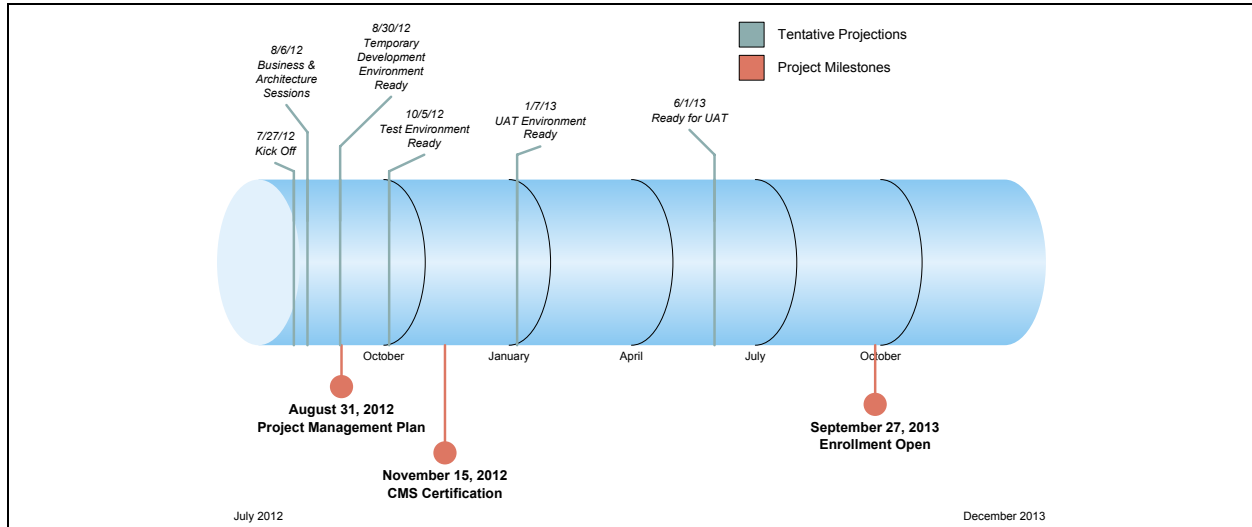 8/30/12
Temporary
Development
Environment
Ready
8/6/12
Business &
Architecture
Sessions
7/27/12
Kick Off
10/5/12
Test Environment
Ready
1/7/13
UAT Environment
Ready
6/1/13
Ready for UAT
Tentative Projections
Project Milestones
October
January
April
July
October
August 31, 2012
Project Management Plan
November 15, 2012
CMS Certification
September 27, 2013
Enrollment Open
July 2012
December 2013